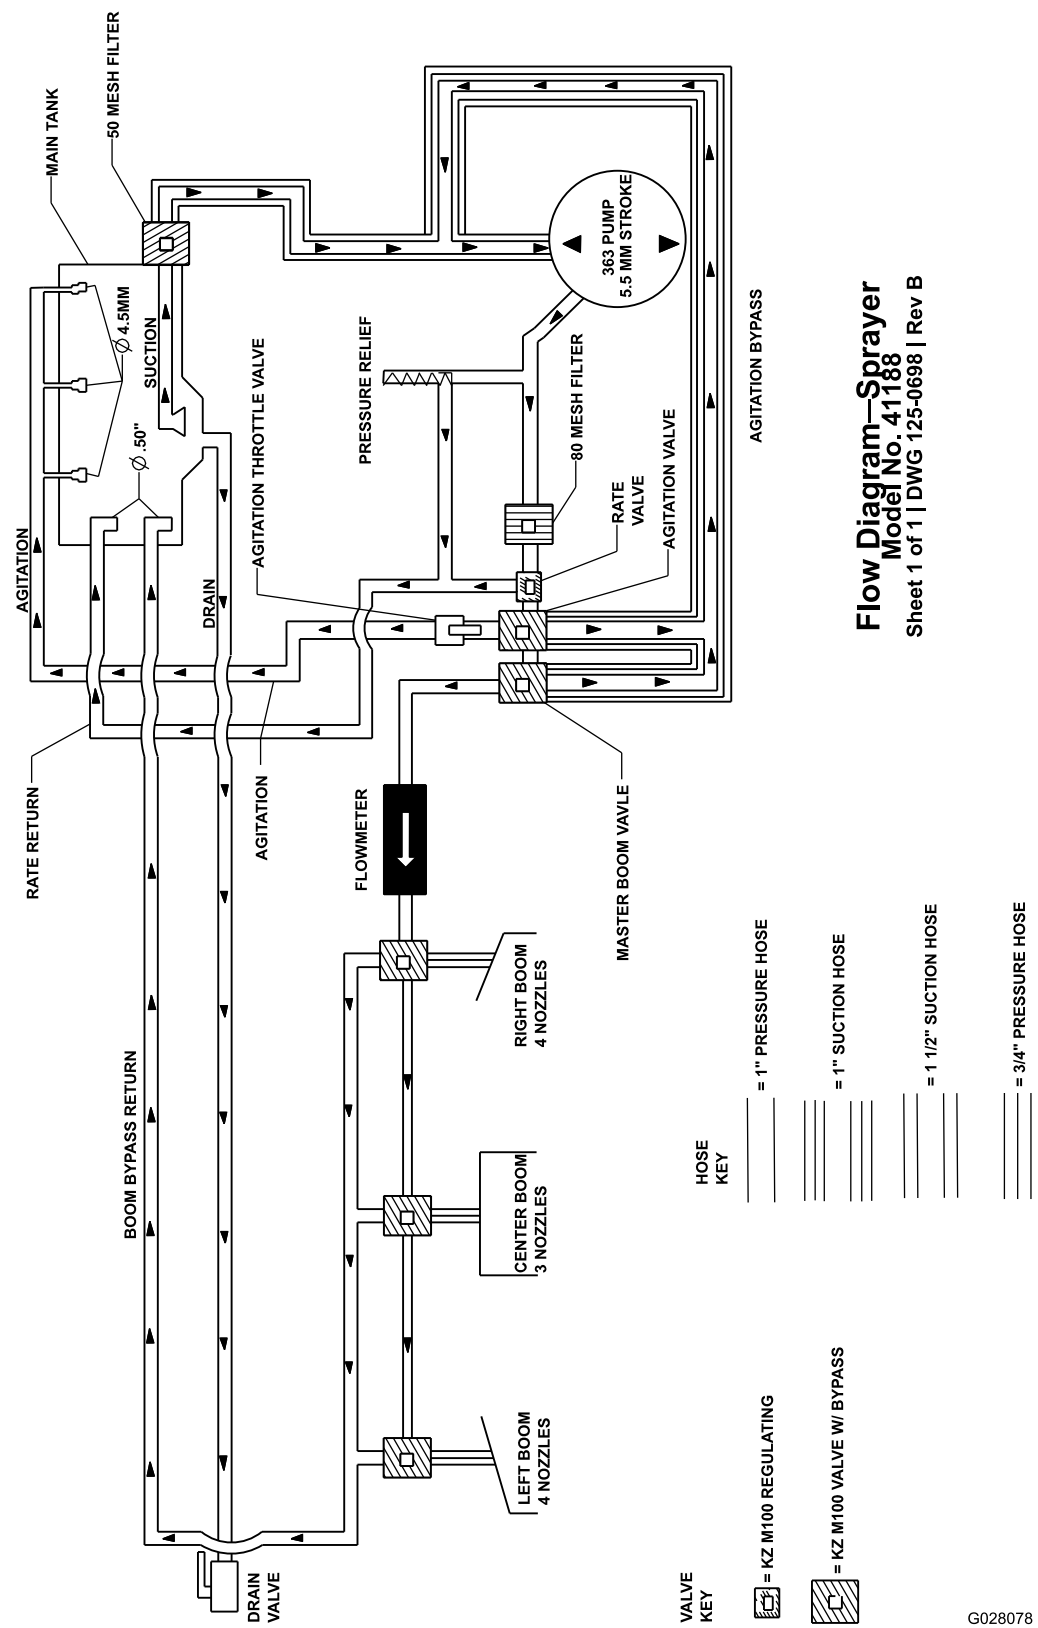 50 MESH FILTER
MAIN TANK
Ø 4.5MM
SUCTION
Ø .50"
AGITATION THROTTLE VALVE
PRESSURE RELIEF
363 PUMP
5.5 MM STROKE
80 MESH FILTER
AGITATION BYPASS
AGITATION VALVE
RATE
VALVE
AGITATION
DRAIN
RATE RETURN
AGITATION
FLOWMETER
MASTER BOOM VAVLE
RIGHT BOOM
4 NOZZLES
BOOM BYPASS RETURN
CENTER BOOM
3 NOZZLES
LEFT BOOM
4 NOZZLES
DRAIN
VALVE
Flow Diagram—Sprayer
Model No. 41188
Sheet 1 of 1 | DWG 125-0698 | Rev B
HOSE
KEY
= 1" PRESSURE HOSE
= 1" SUCTION HOSE
= 1 1/2" SUCTION HOSE
= 3/4" PRESSURE HOSE
VALVE
KEY
= KZ M100 REGULATING
= KZ M100 VALVE W/ BYPASS
G028078